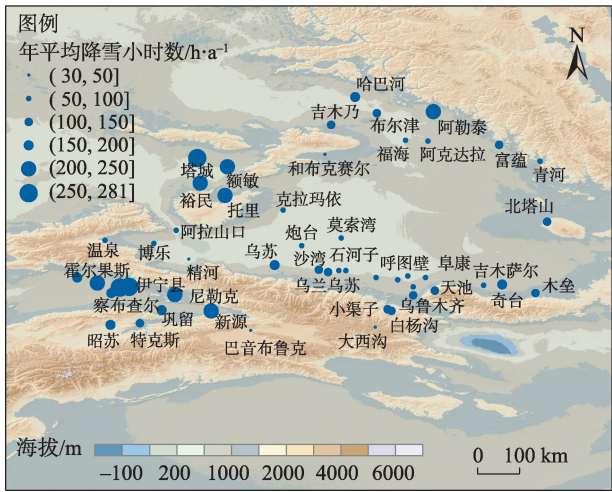 图例
年平均降雪小时数/h·a⁻¹
(30, 50]
(50, 100]
(100, 150]
(150, 200]
(200, 250]
(250, 281]
N
哈巴河
吉木乃
布尔津
阿勒泰
福海
阿克达拉
富蕴
青河
和布克赛尔
塔城
额敏
裕民
托里
克拉玛依
北塔山
阿拉山口
温泉
博乐
精河
炮台
莫索湾
乌苏
沙湾
石河子
乌兰乌苏
呼图壁
阜康
吉木萨尔
木垒
霍尔果斯
伊宁县
察布查尔
尼勒克
天池
奇台
小渠子
乌鲁木齐
巩留
新源
白杨沟
昭苏
特克斯
巴音布鲁克
大西沟
海拔/m
−100
200
1000
2000
4000
6000
0
100 km